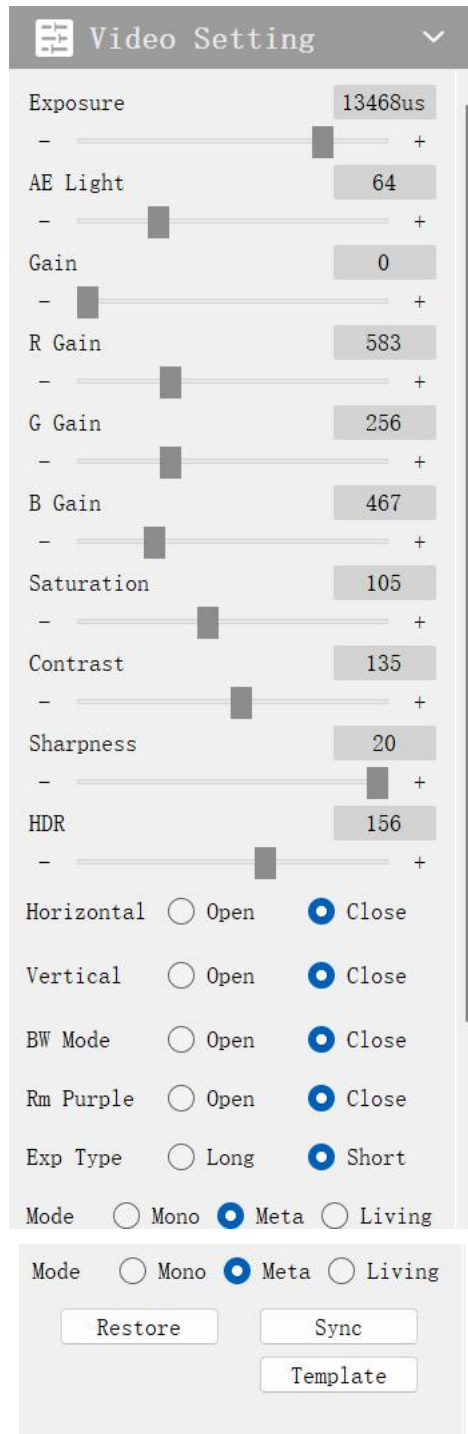 Video Setting
Exposure 13468us
- +
AE Light 64
- +
Gain 0
- +
R Gain 583
- +
G Gain 256
- +
B Gain 467
- +
Saturation 105
- +
Contrast 135
- +
Sharpness 20
- +
HDR 156
- +
Horizontal Open Close
Vertical Open Close
BW Mode Open Close
Rm Purple Open Close
Exp Type Long Short
Mode Mono Meta Living
Mode Mono Meta Living
Restore Sync
Template